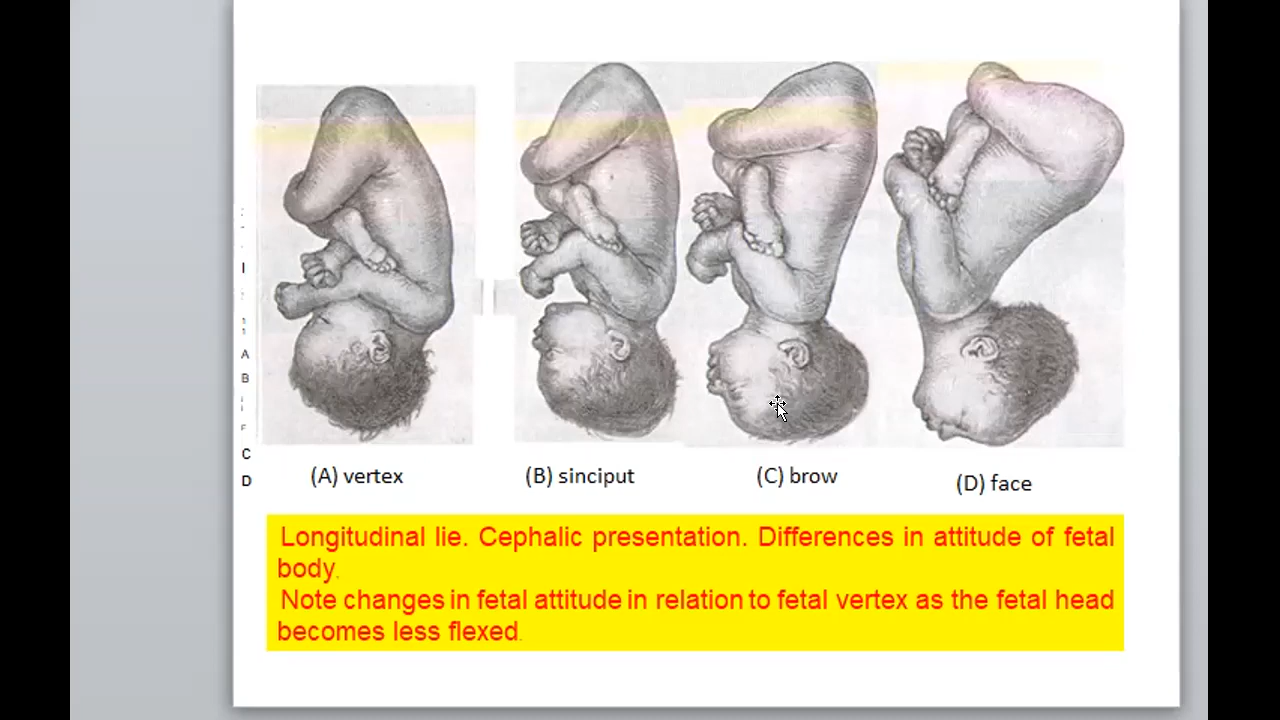 I
A
B
C
D
(A) vertex
(B) sinciput
(C) brow
(D) face
Longitudinal lie. Cephalic presentation. Differences in attitude of fetal
body.
Note changes in fetal attitude in relation to fetal vertex as the fetal head
becomes less flexed.